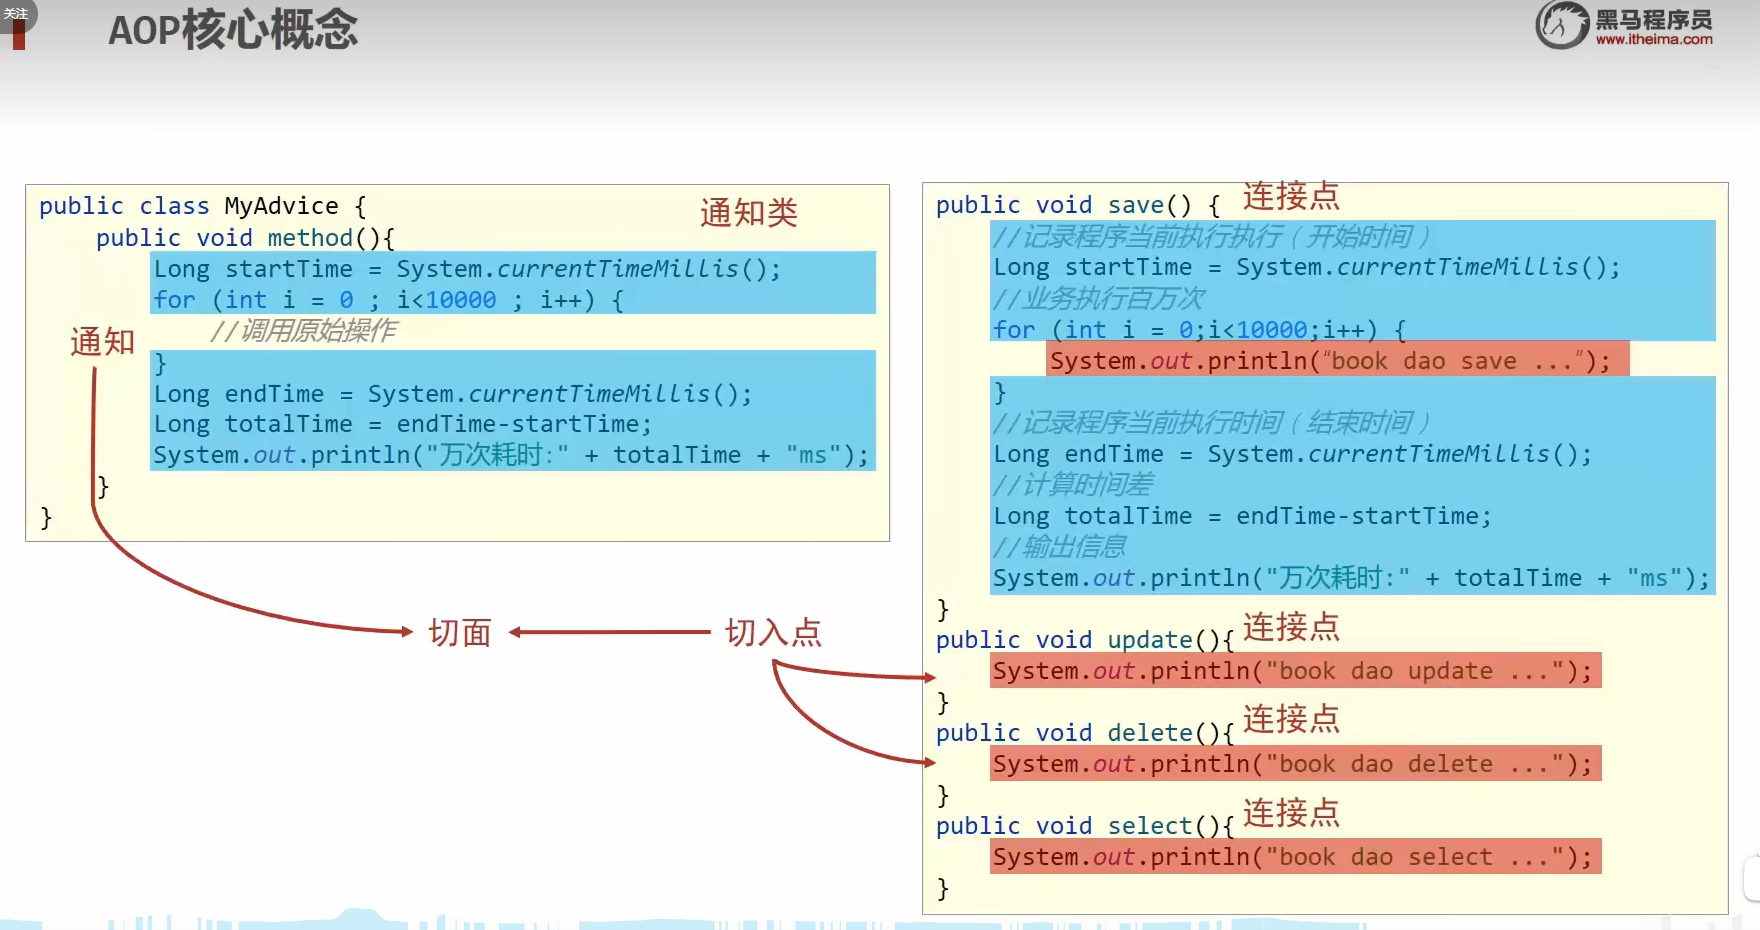 关注
AOP核心概念
黑马程序员
www.itheima.com
public class MyAdvice {
通知类
public void method(){
Long startTime = System.currentTimeMillis();
for (int i = 0 ; i<10000 ; i++) {
//调用原始操作
通知
}
Long endTime = System.currentTimeMillis();
Long totalTime = endTime-startTime;
System.out.println("万次耗时:" + totalTime + "ms");
}
}
切面
切入点
public void save() {
连接点
//记录程序当前执行执行（开始时间）
Long startTime = System.currentTimeMillis();
//业务执行百万次
for (int i = 0;i<10000;i++) {
System.out.println(“book dao save ...”);
}
//记录程序当前执行时间（结束时间）
Long endTime = System.currentTimeMillis();
//计算时间差
Long totalTime = endTime-startTime;
//输出信息
System.out.println("万次耗时:" + totalTime + "ms");
}
public void update(){
连接点
System.out.println("book dao update ...");
}
public void delete(){
连接点
System.out.println("book dao delete ...");
}
public void select(){
连接点
System.out.println("book dao select ...");
}